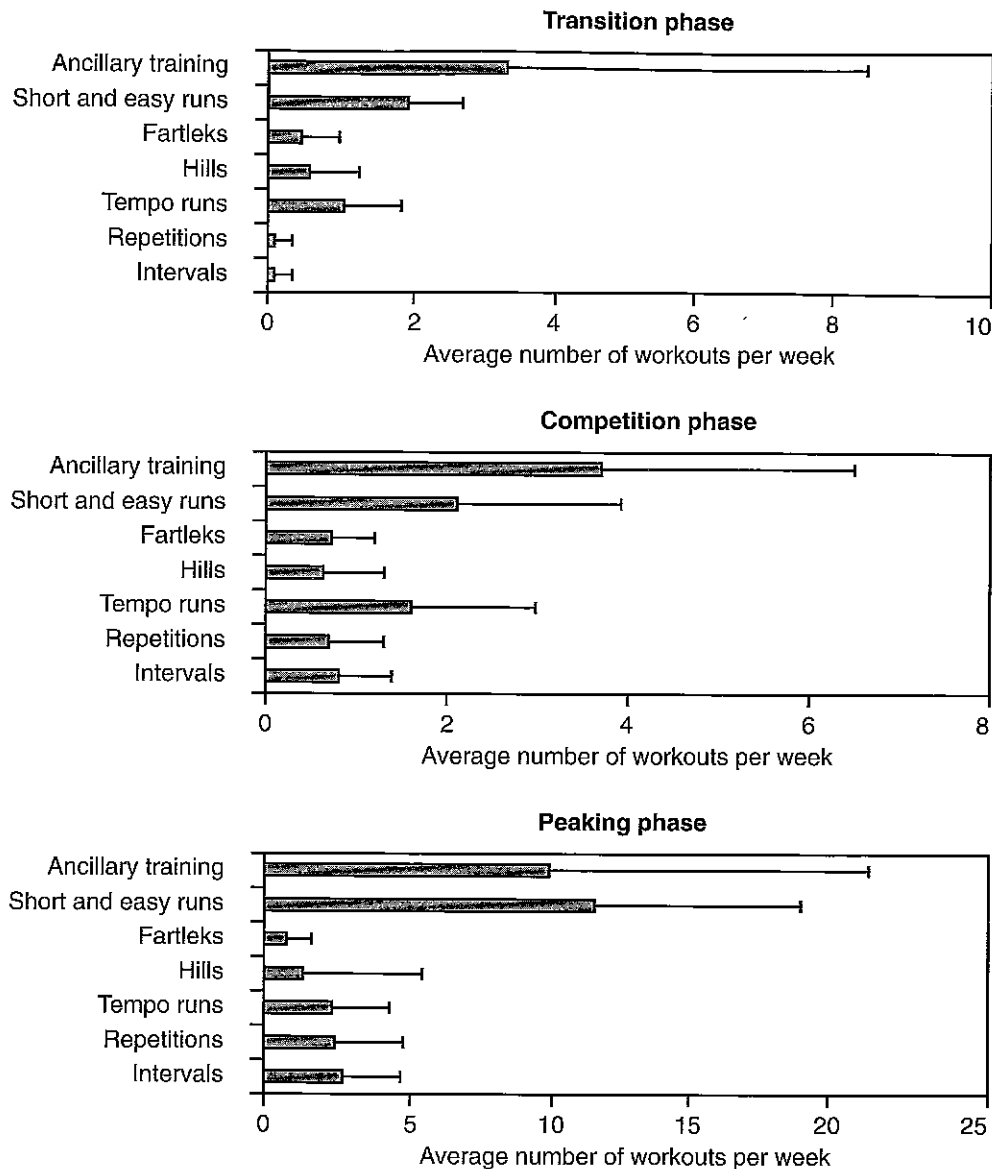 Transition phase
Ancillary training
Short and easy runs
Fartleks
Hills
Tempo runs
Repetitions
Intervals
0 2 4 6 8 10
Average number of workouts per week
Competition phase
Ancillary training
Short and easy runs
Fartleks
Hills
Tempo runs
Repetitions
Intervals
0 2 4 6 8
Average number of workouts per week
Peaking phase
Ancillary training
Short and easy runs
Fartleks
Hills
Tempo runs
Repetitions
Intervals
0 5 10 15 20 25
Average number of workouts per week